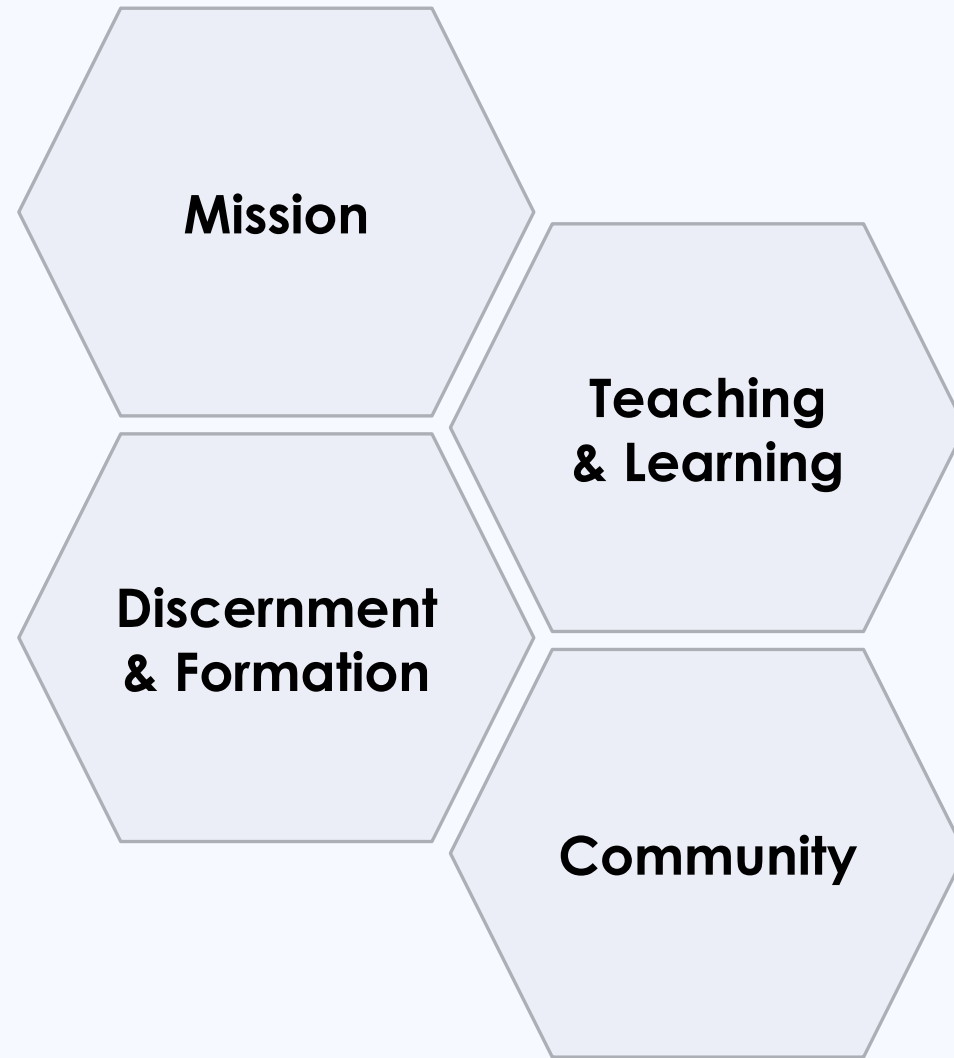 Mission
Teaching
& Learning
Discernment
& Formation
Community